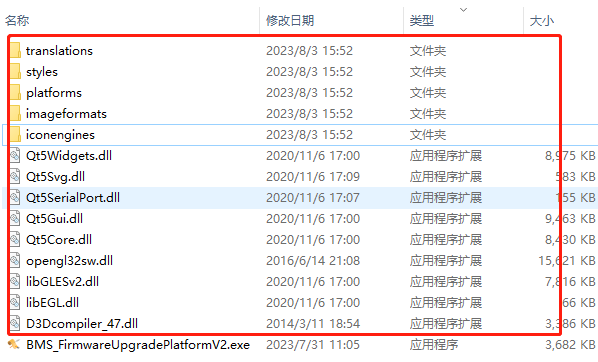 名称 修改日期 类型 大小
translations 2023/8/3 15:52 文件夹
styles 2023/8/3 15:52 文件夹
platforms 2023/8/3 15:52 文件夹
imageformats 2023/8/3 15:52 文件夹
iconengines 2023/8/3 15:52 文件夹
Qt5Widgets.dll 2020/11/6 17:00 应用程序扩展 8,975 KB
Qt5Svg.dll 2020/11/6 17:09 应用程序扩展 583 KB
Qt5SerialPort.dll 2020/11/6 17:07 应用程序扩展 155 KB
Qt5Gui.dll 2020/11/6 17:00 应用程序扩展 9,463 KB
Qt5Core.dll 2020/11/6 17:00 应用程序扩展 8,430 KB
opengl32sw.dll 2016/6/14 21:08 应用程序扩展 15,621 KB
libGLESv2.dll 2020/11/6 17:00 应用程序扩展 7,816 KB
libEGL.dll 2020/11/6 17:00 应用程序扩展 66 KB
D3Dcompiler_47.dll 2014/3/11 18:54 应用程序扩展 3,386 KB
BMS_FirmwareUpgradePlatformV2.exe 2023/7/31 11:05 应用程序 3,682 KB